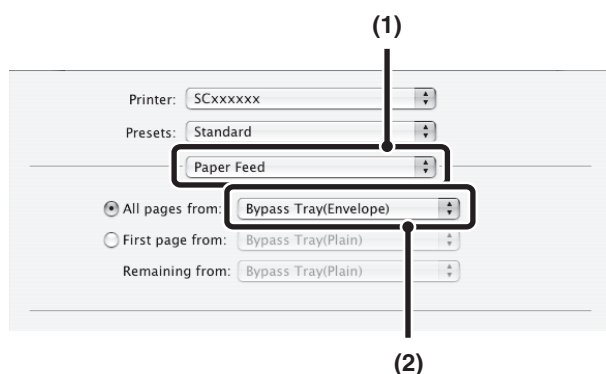 (1)
Printer: SCxxxxxx
Presets: Standard
Paper Feed
All pages from: Bypass Tray(Envelope)
First page from: Bypass Tray(Plain)
Remaining from: Bypass Tray(Plain)
(2)